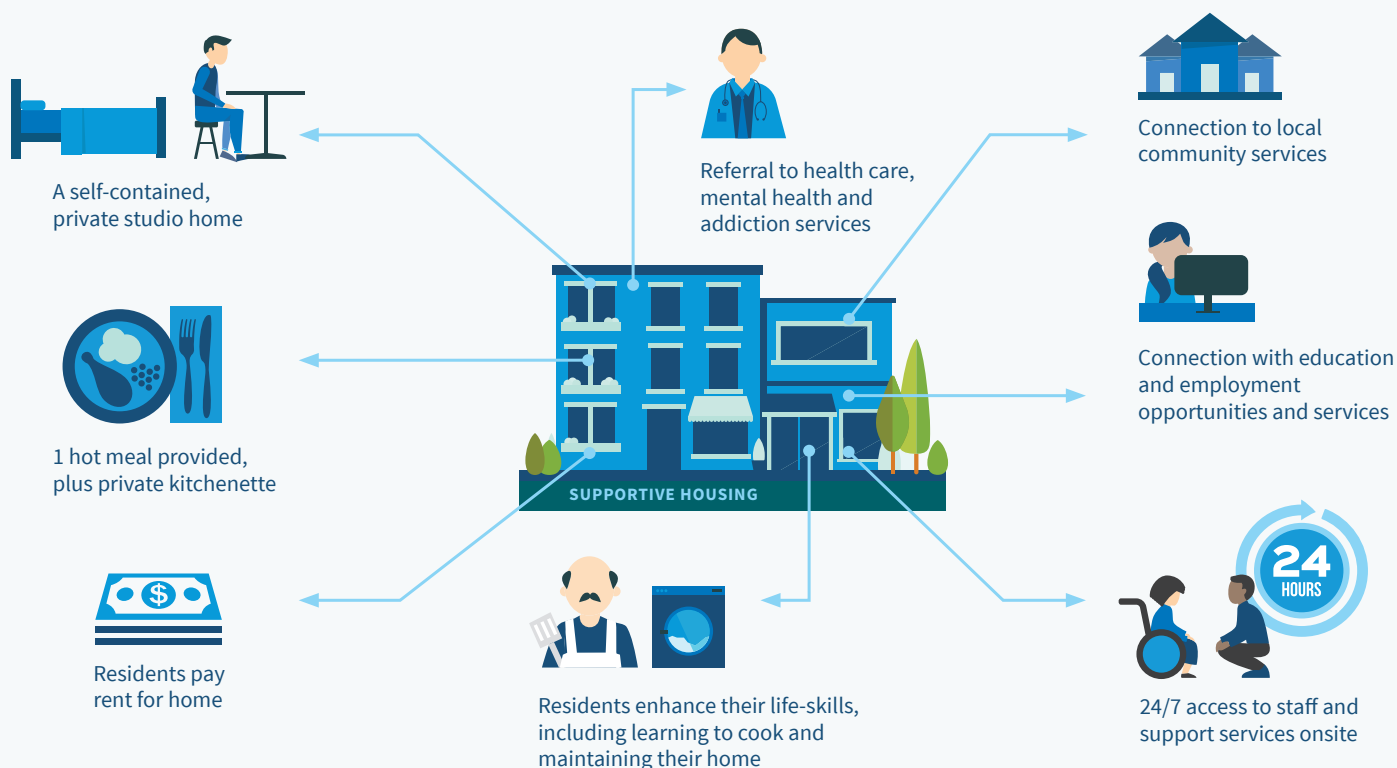 A self-contained,
private studio home
Referral to health care,
mental health and
addiction services
Connection to local
community services
1 hot meal provided,
plus private kitchenette
Connection with education
and employment
opportunities and services
SUPPORTIVE HOUSING
$
Residents pay
rent for home
Residents enhance their life-skills,
including learning to cook and
maintaining their home
24
HOURS
24/7 access to staff and
support services onsite